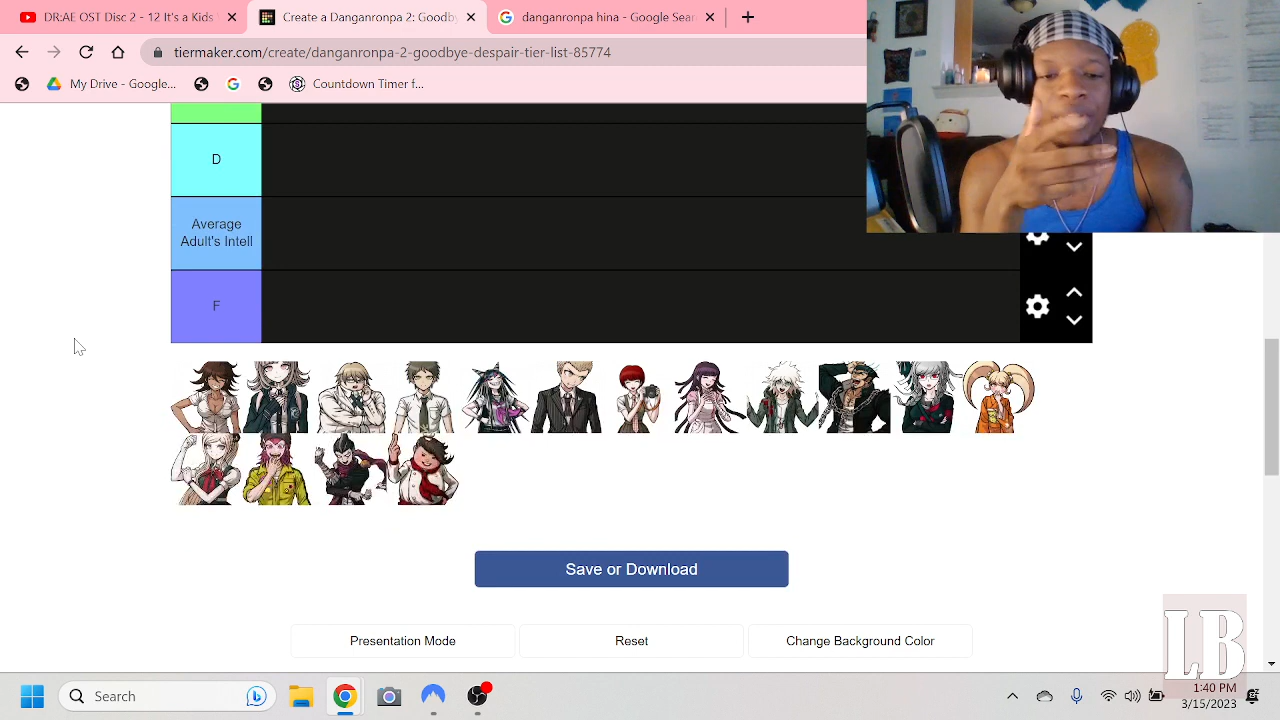 DR:AE OST Disc 2 - 12 Investiga
Create a Danganronpa 2: Goodby
danganronpa hina - Google Sear
tiermaker.com/create/danganronpa-2-goodbye-despair-tier-list-85774
My Drive - Google...
Countdown Timer f...
D
Average
Adult's Intell
F
Save or Download
Presentation Mode
Reset
Change Background Color
LB
Search
1:40 PM
3/15/2023